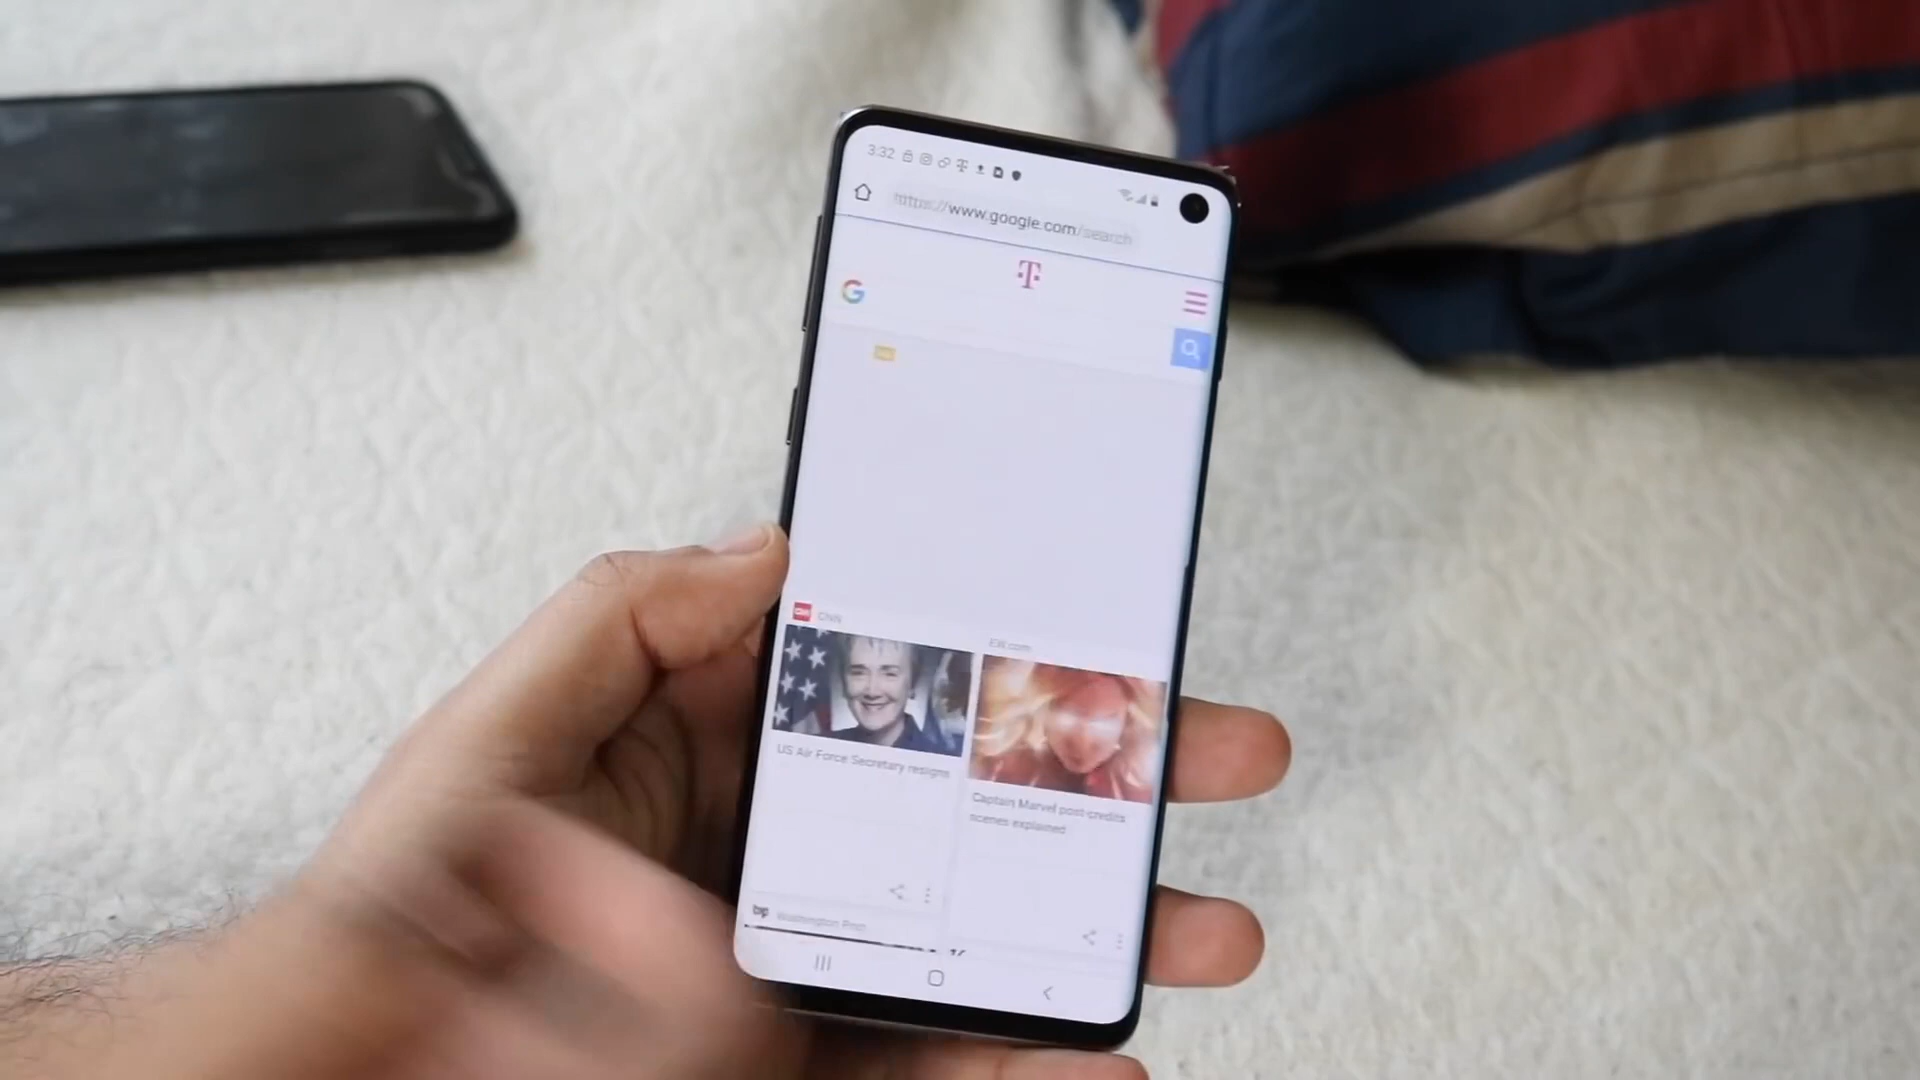 3:32
https://www.google.com/search
T
G
CNN
CNN
EW.com
US Air Force Secretary resigns
Captain Marvel post-credits
scenes explained
Washington Post